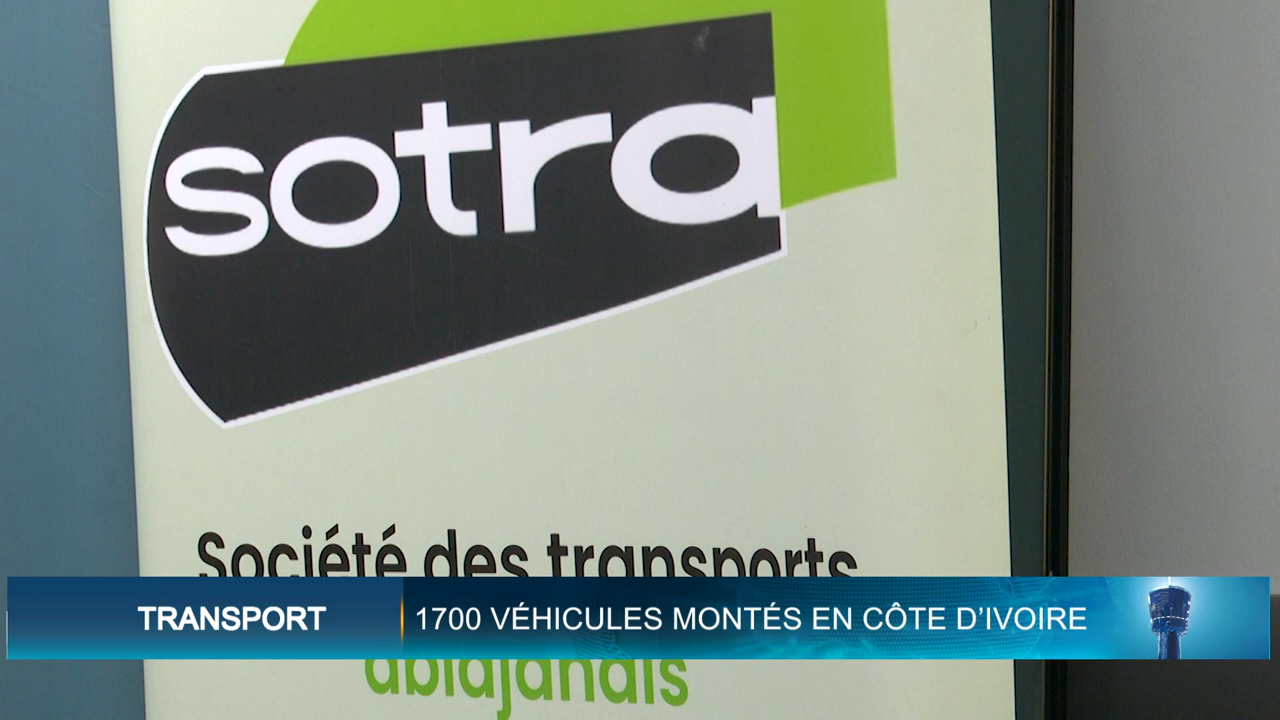 sotra
Société des transports
abidjanais
TRANSPORT
1700 VÉHICULES MONTÉS EN CÔTE D’IVOIRE